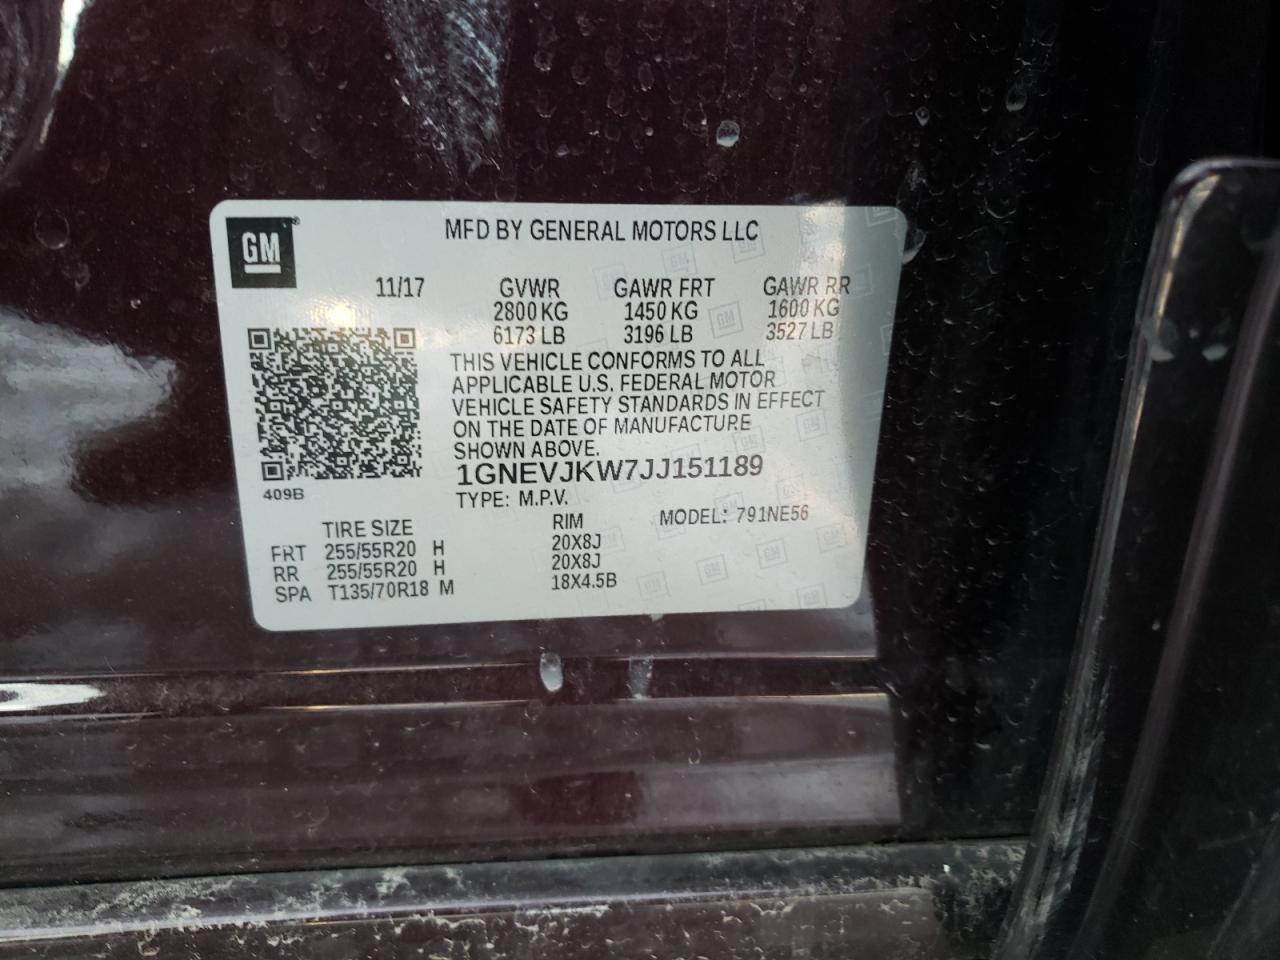 GM
MFD BY GENERAL MOTORS LLC
11/17 GVWR GAWR FRT GAWR RR
2800 KG 1450 KG 1600 KG
6173 LB 3196 LB 3527 LB
THIS VEHICLE CONFORMS TO ALL
APPLICABLE U.S. FEDERAL MOTOR
VEHICLE SAFETY STANDARDS IN EFFECT
ON THE DATE OF MANUFACTURE
SHOWN ABOVE.
1GNEVJKW7JJ151189
409B
TYPE: M.P.V.
TIRE SIZE RIM MODEL: 791NE56
FRT 255/55R20 H 20X8J
RR 255/55R20 H 20X8J
SPA T135/70R18 M 18X4.5B